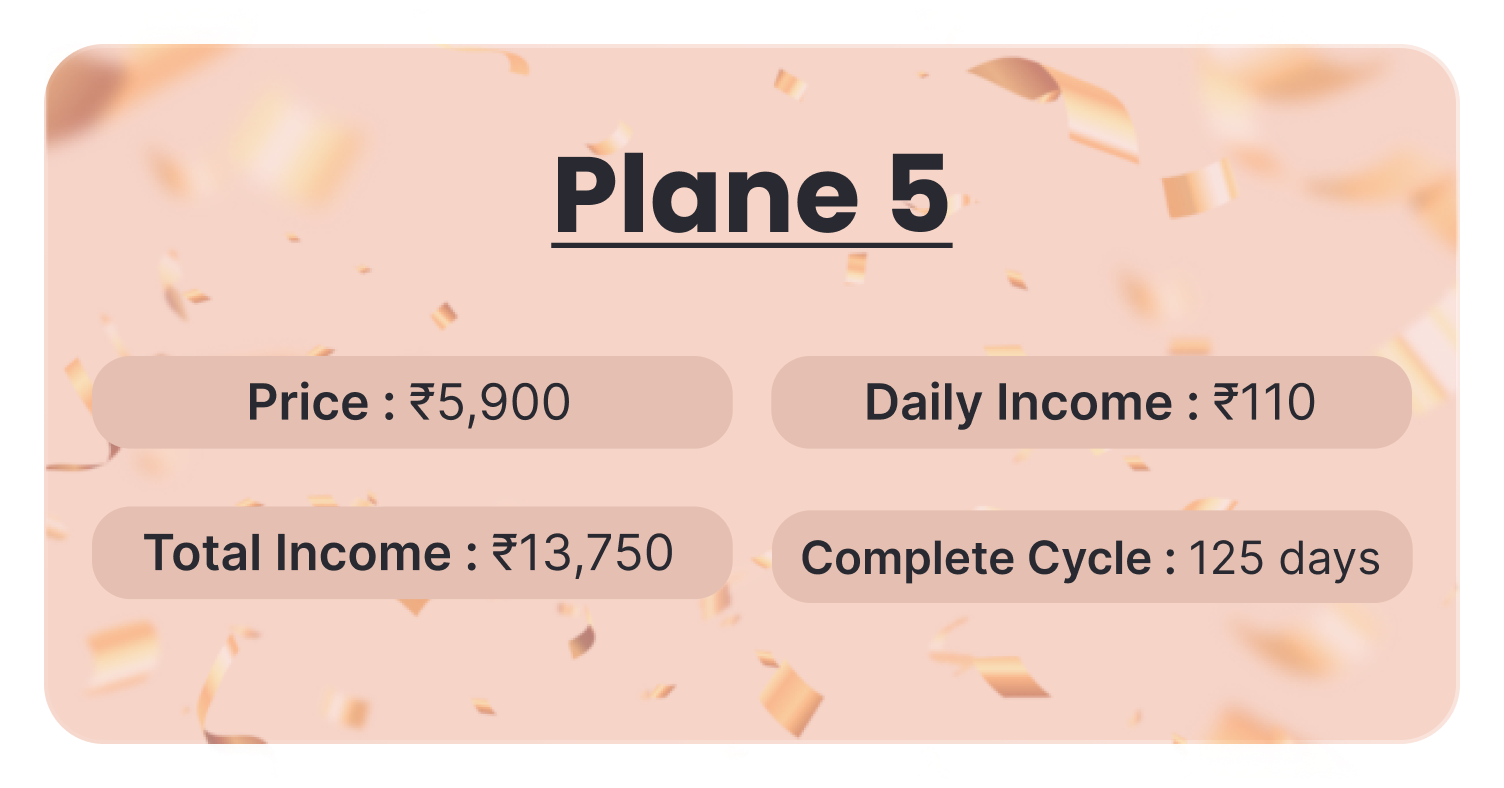 Plane 5
Price : ₹5,900
Daily Income : ₹110
Total Income : ₹13,750
Complete Cycle : 125 days